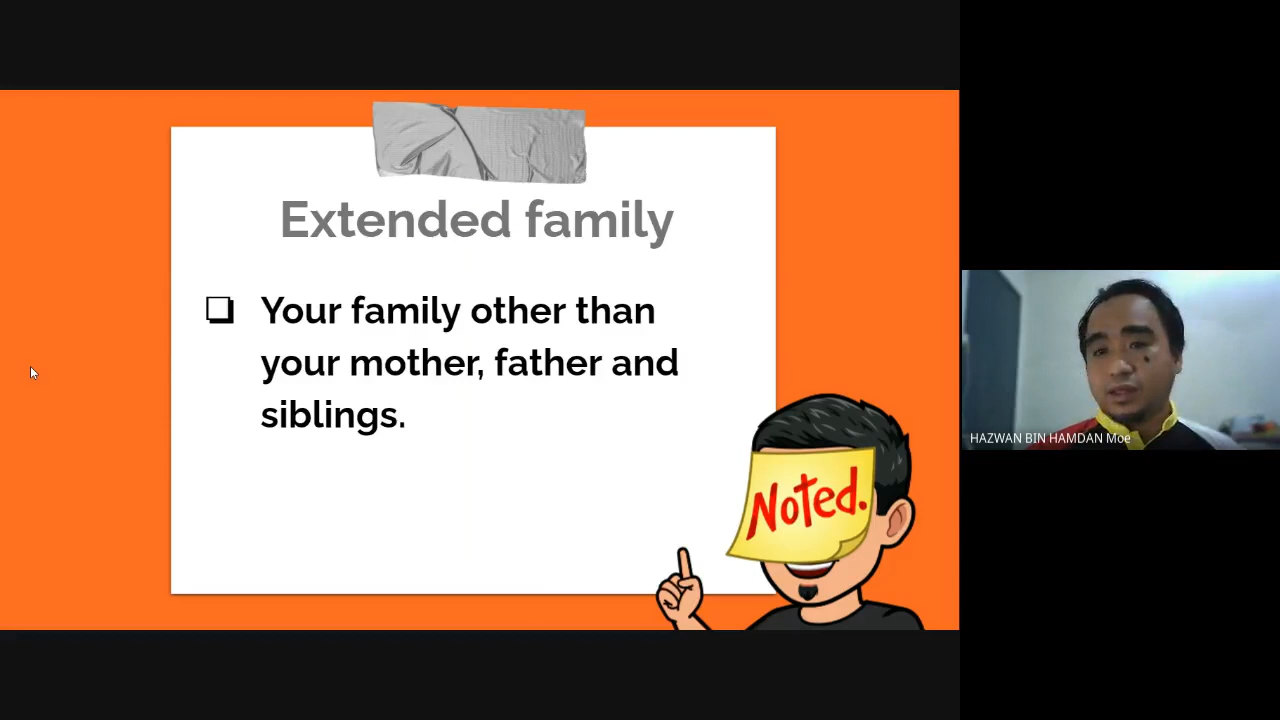 Extended family
❑ Your family other than
your mother, father and
siblings.
Noted.
HAZWAN BIN HAMDAN Moe